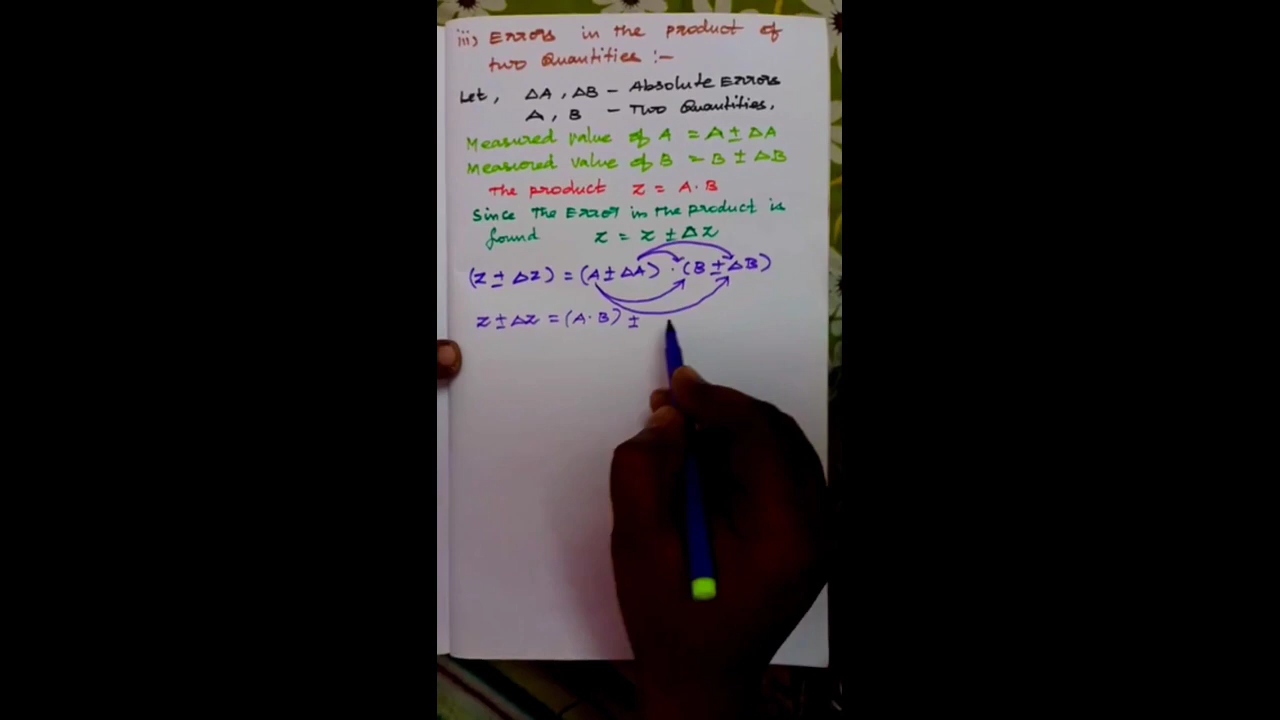 iii) Errors in the product of
two Quantities :-
Let, ΔA, ΔB - Absolute Errors
A, B - Two Quantities.
Measured value of A = A ± ΔA
Measured value of B = B ± ΔB
The product Z = A·B
Since The Error in the product is
found Z = Z ± ΔZ
(Z ± ΔZ) = (A ± ΔA) · (B ± ΔB)
Z ± ΔZ = (A·B) ±